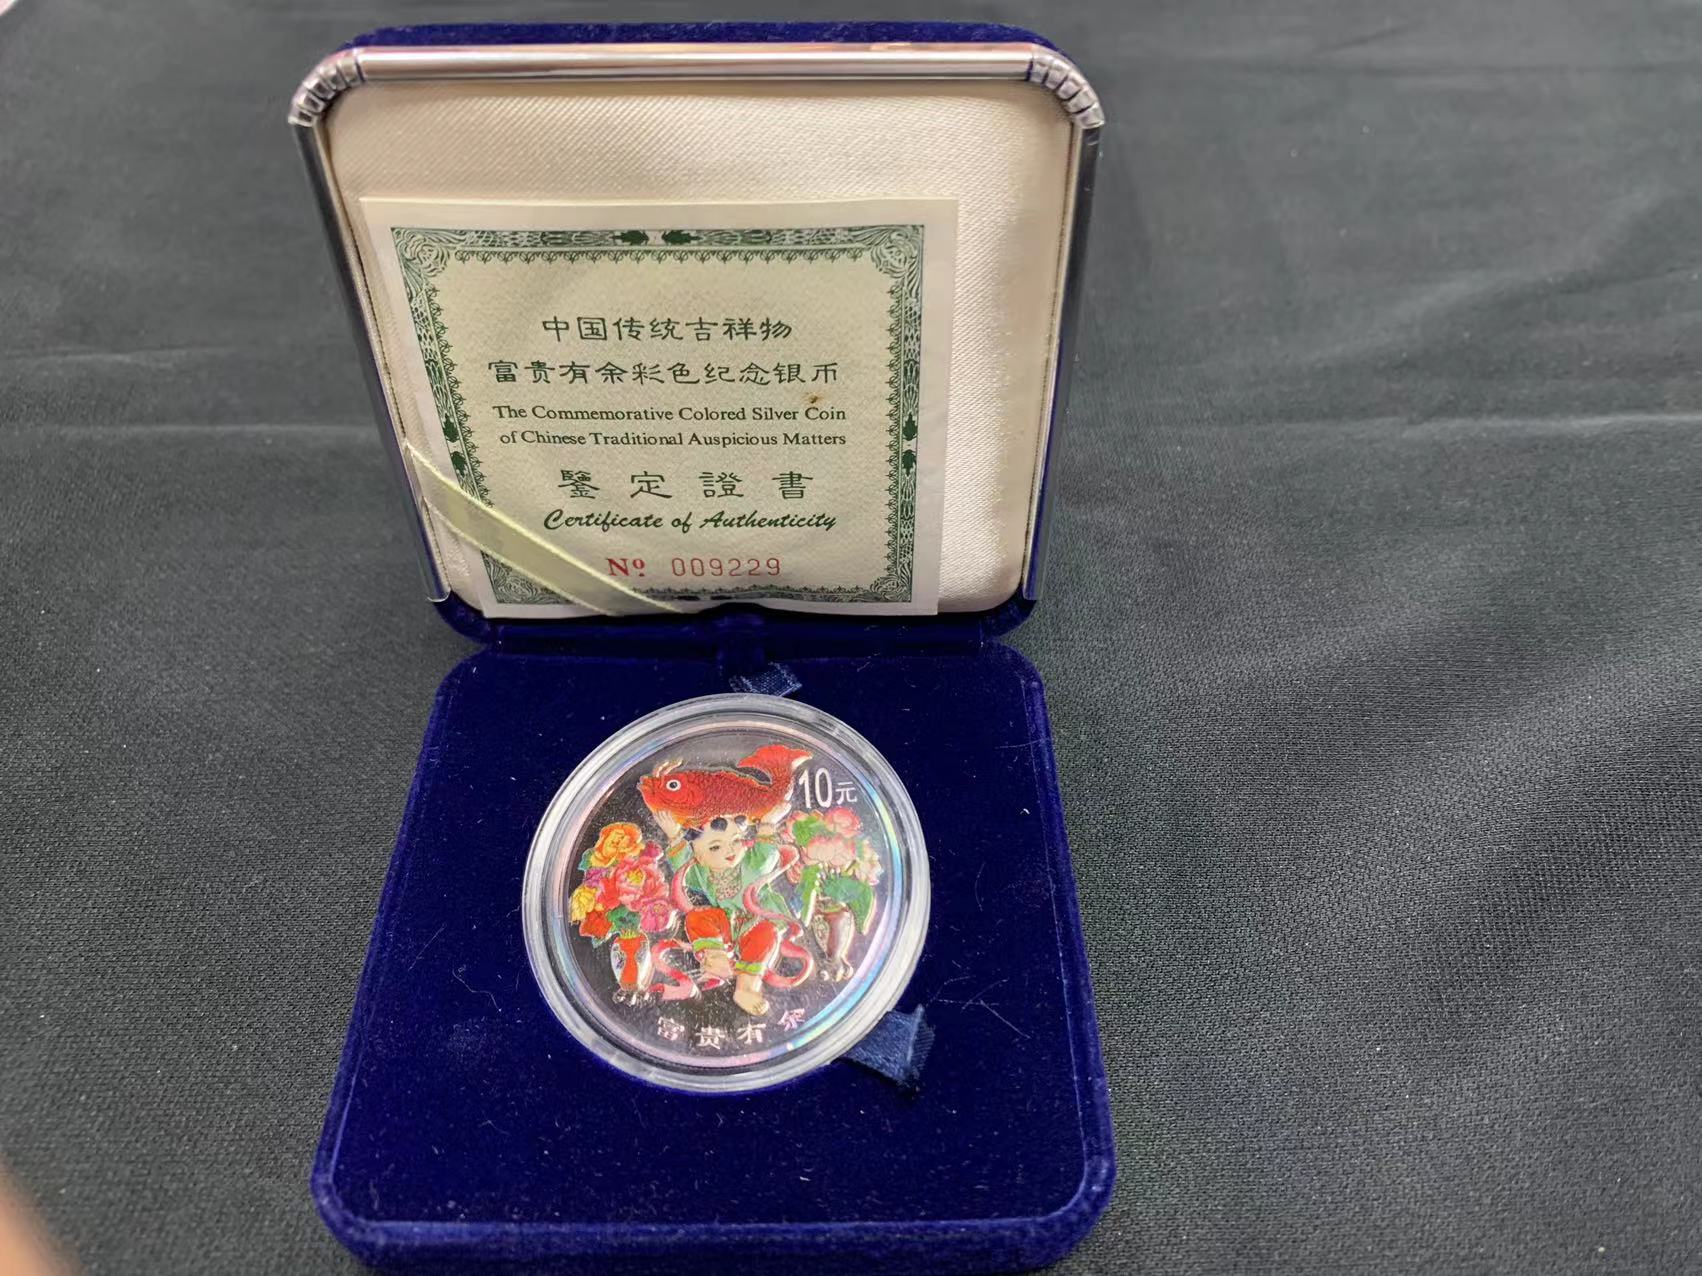 中国传统吉祥物
富贵有余彩色纪念银币
The Commemorative Colored Silver Coin
of Chinese Traditional Auspicious Matters
鑒定證書
Certificate of Authenticity
Nº 009229
10元
富贵有余